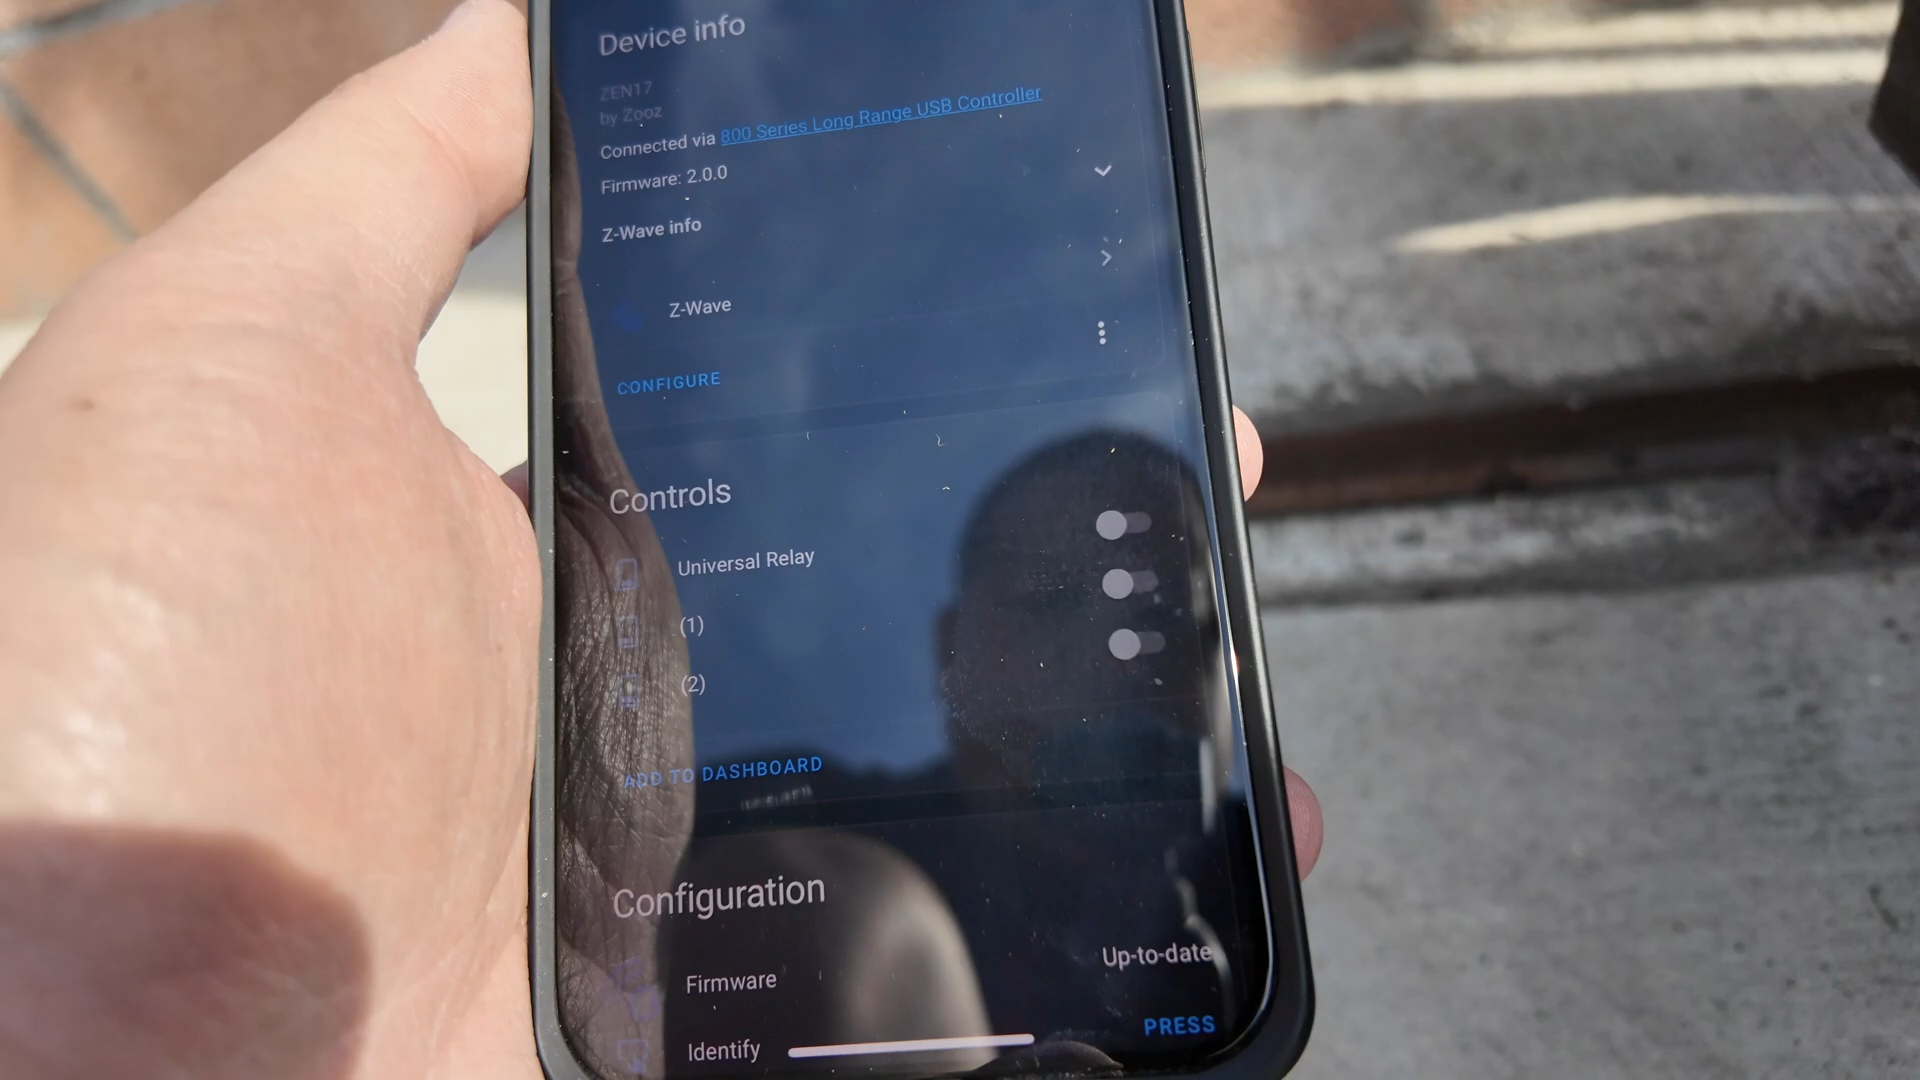 Device info
ZEN17
by Zooz
Connected via 800 Series Long Range USB Controller
Firmware: 2.0.0
Z-Wave info
Z-Wave
CONFIGURE
Controls
Universal Relay
(1)
(2)
ADD TO DASHBOARD
Configuration
Firmware Up-to-date
Identify PRESS